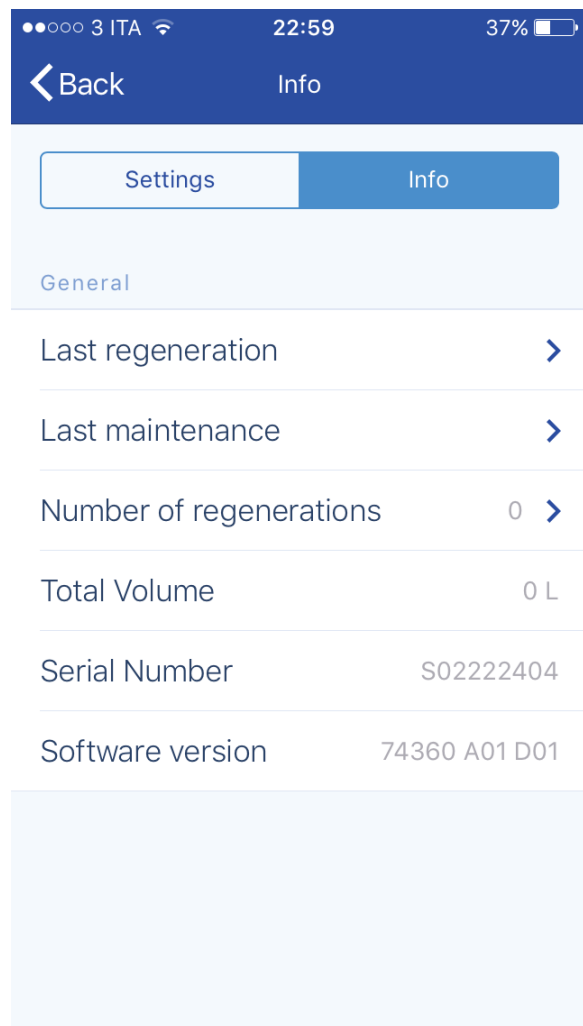 3 ITA 22:59 37%
Back Info
Settings Info
General
Last regeneration
Last maintenance
Number of regenerations 0
Total Volume 0 L
Serial Number S02222404
Software version 74360 A01 D01